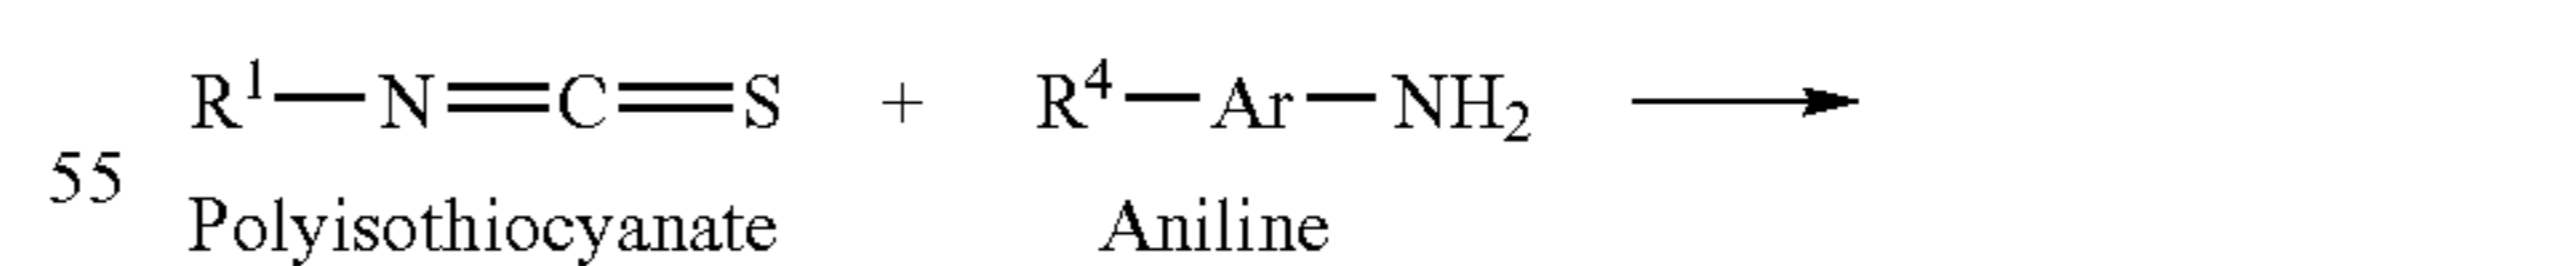 R¹—N=C=S + R⁴—Ar—NH₂ →
55
Polyisothiocyanate Aniline